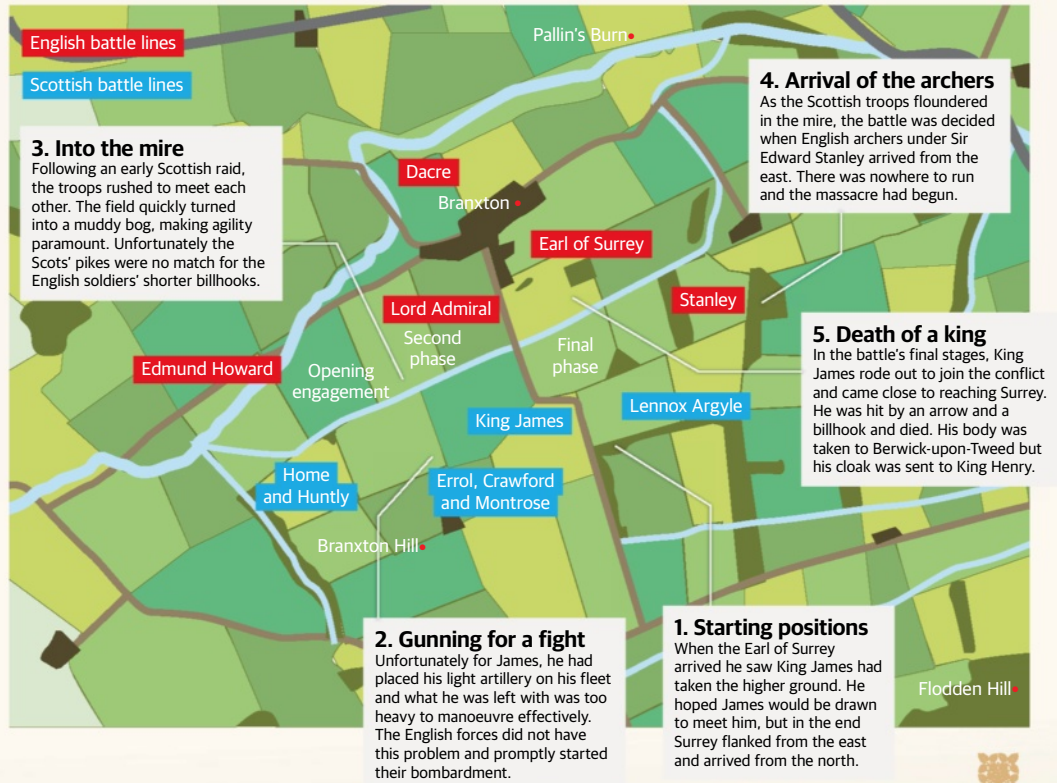 English battle lines
Scottish battle lines
Pallin's Burn
3. Into the mire
Following an early Scottish raid,
the troops rushed to meet each
other. The field quickly turned
into a muddy bog, making agility
paramount. Unfortunately the
Scots' pikes were no match for the
English soldiers' shorter billhooks.
4. Arrival of the archers
As the Scottish troops floundered
in the mire, the battle was decided
when English archers under Sir
Edward Stanley arrived from the
east. There was nowhere to run
and the massacre had begun.
Dacre
Branxton
Earl of Surrey
Stanley
Lord Admiral
Second
phase
Final
phase
Edmund Howard
Opening
engagement
5. Death of a king
In the battle's final stages, King
James rode out to join the conflict
and came close to reaching Surrey.
He was hit by an arrow and a
billhook and died. His body was
taken to Berwick-upon-Tweed but
his cloak was sent to King Henry.
King James
Lennox Argyle
Home
and Huntly
Errol, Crawford
and Montrose
Branxton Hill
2. Gunning for a fight
Unfortunately for James, he had
placed his light artillery on his fleet
and what he was left with was too
heavy to manoeuvre effectively.
The English forces did not have
this problem and promptly started
their bombardment.
1. Starting positions
When the Earl of Surrey
arrived he saw King James had
taken the higher ground. He
hoped James would be drawn
to meet him, but in the end
Surrey flanked from the east
and arrived from the north.
Flodden Hill